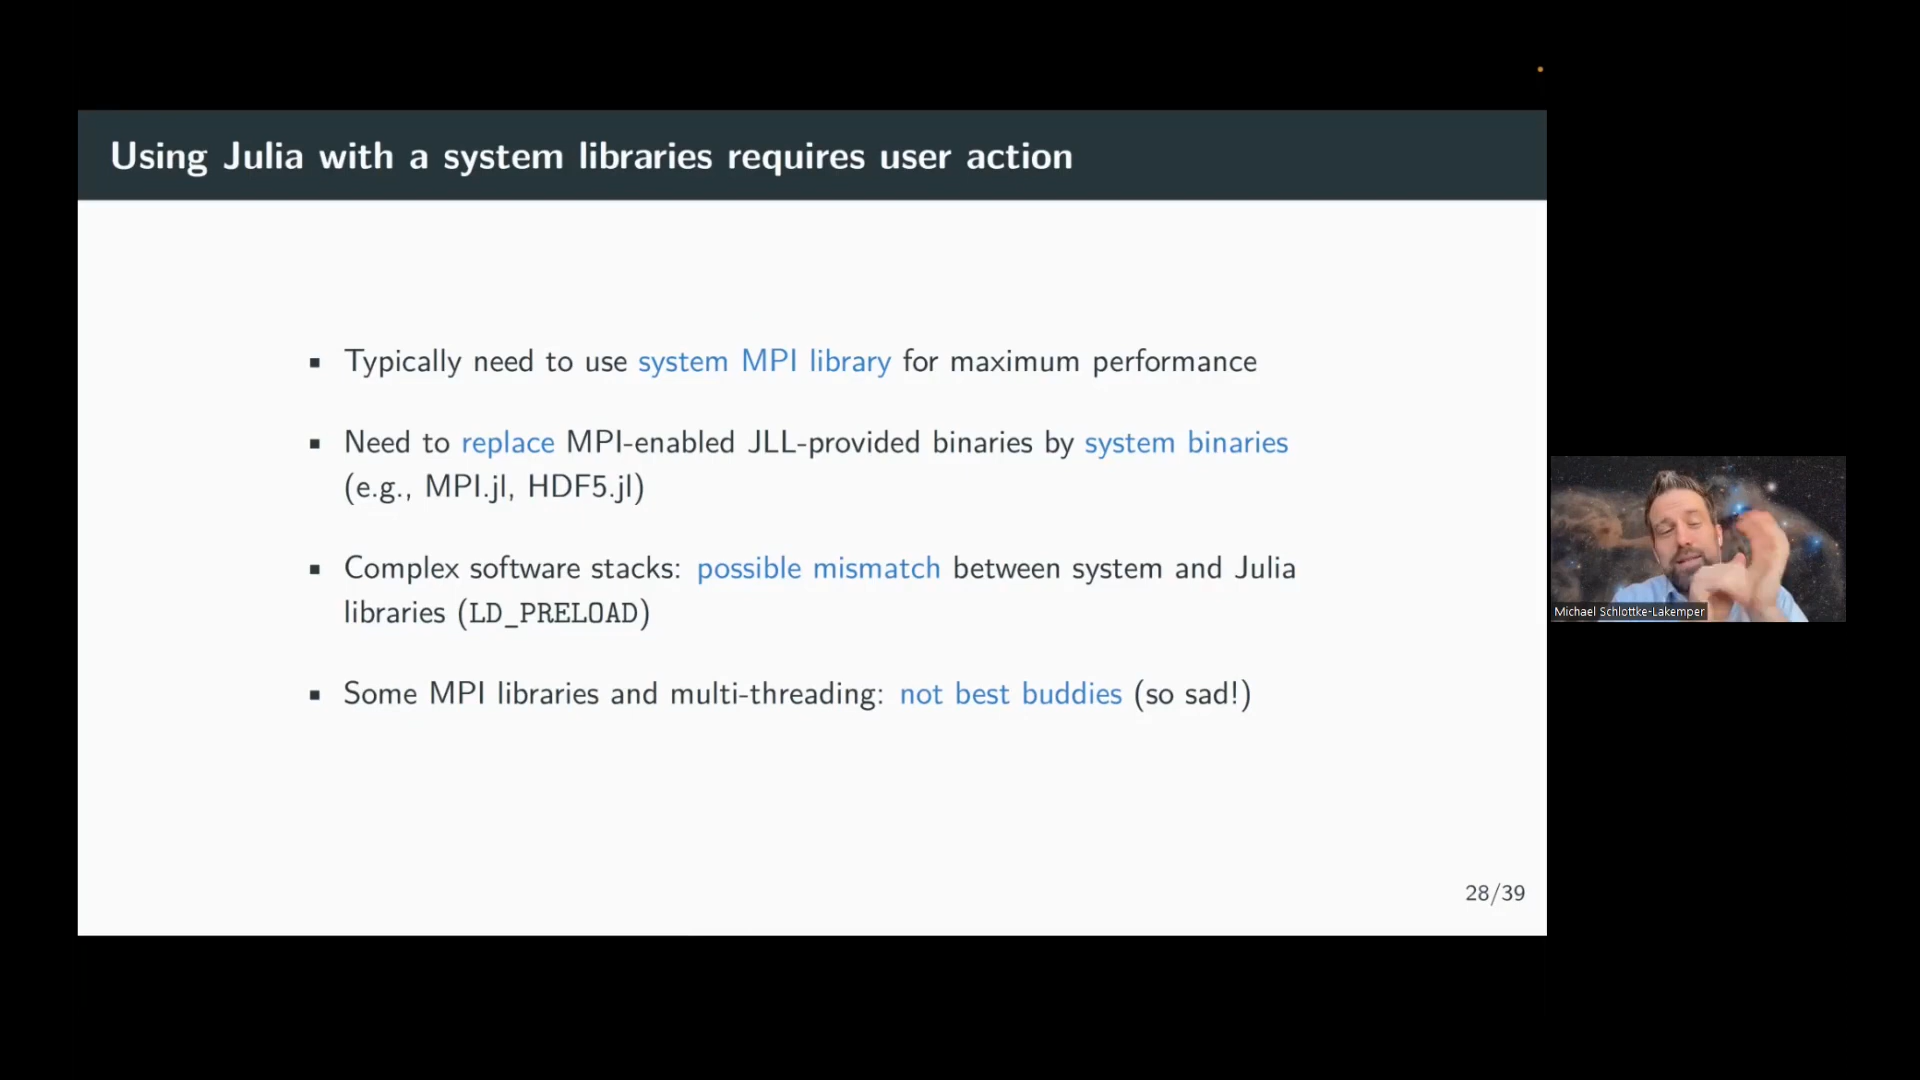 Using Julia with a system libraries requires user action
▪ Typically need to use system MPI library for maximum performance
▪ Need to replace MPI-enabled JLL-provided binaries by system binaries
(e.g., MPI.jl, HDF5.jl)
▪ Complex software stacks: possible mismatch between system and Julia
libraries (LD_PRELOAD)
▪ Some MPI libraries and multi-threading: not best buddies (so sad!)
28/39
Michael Schlottke-Lakemper